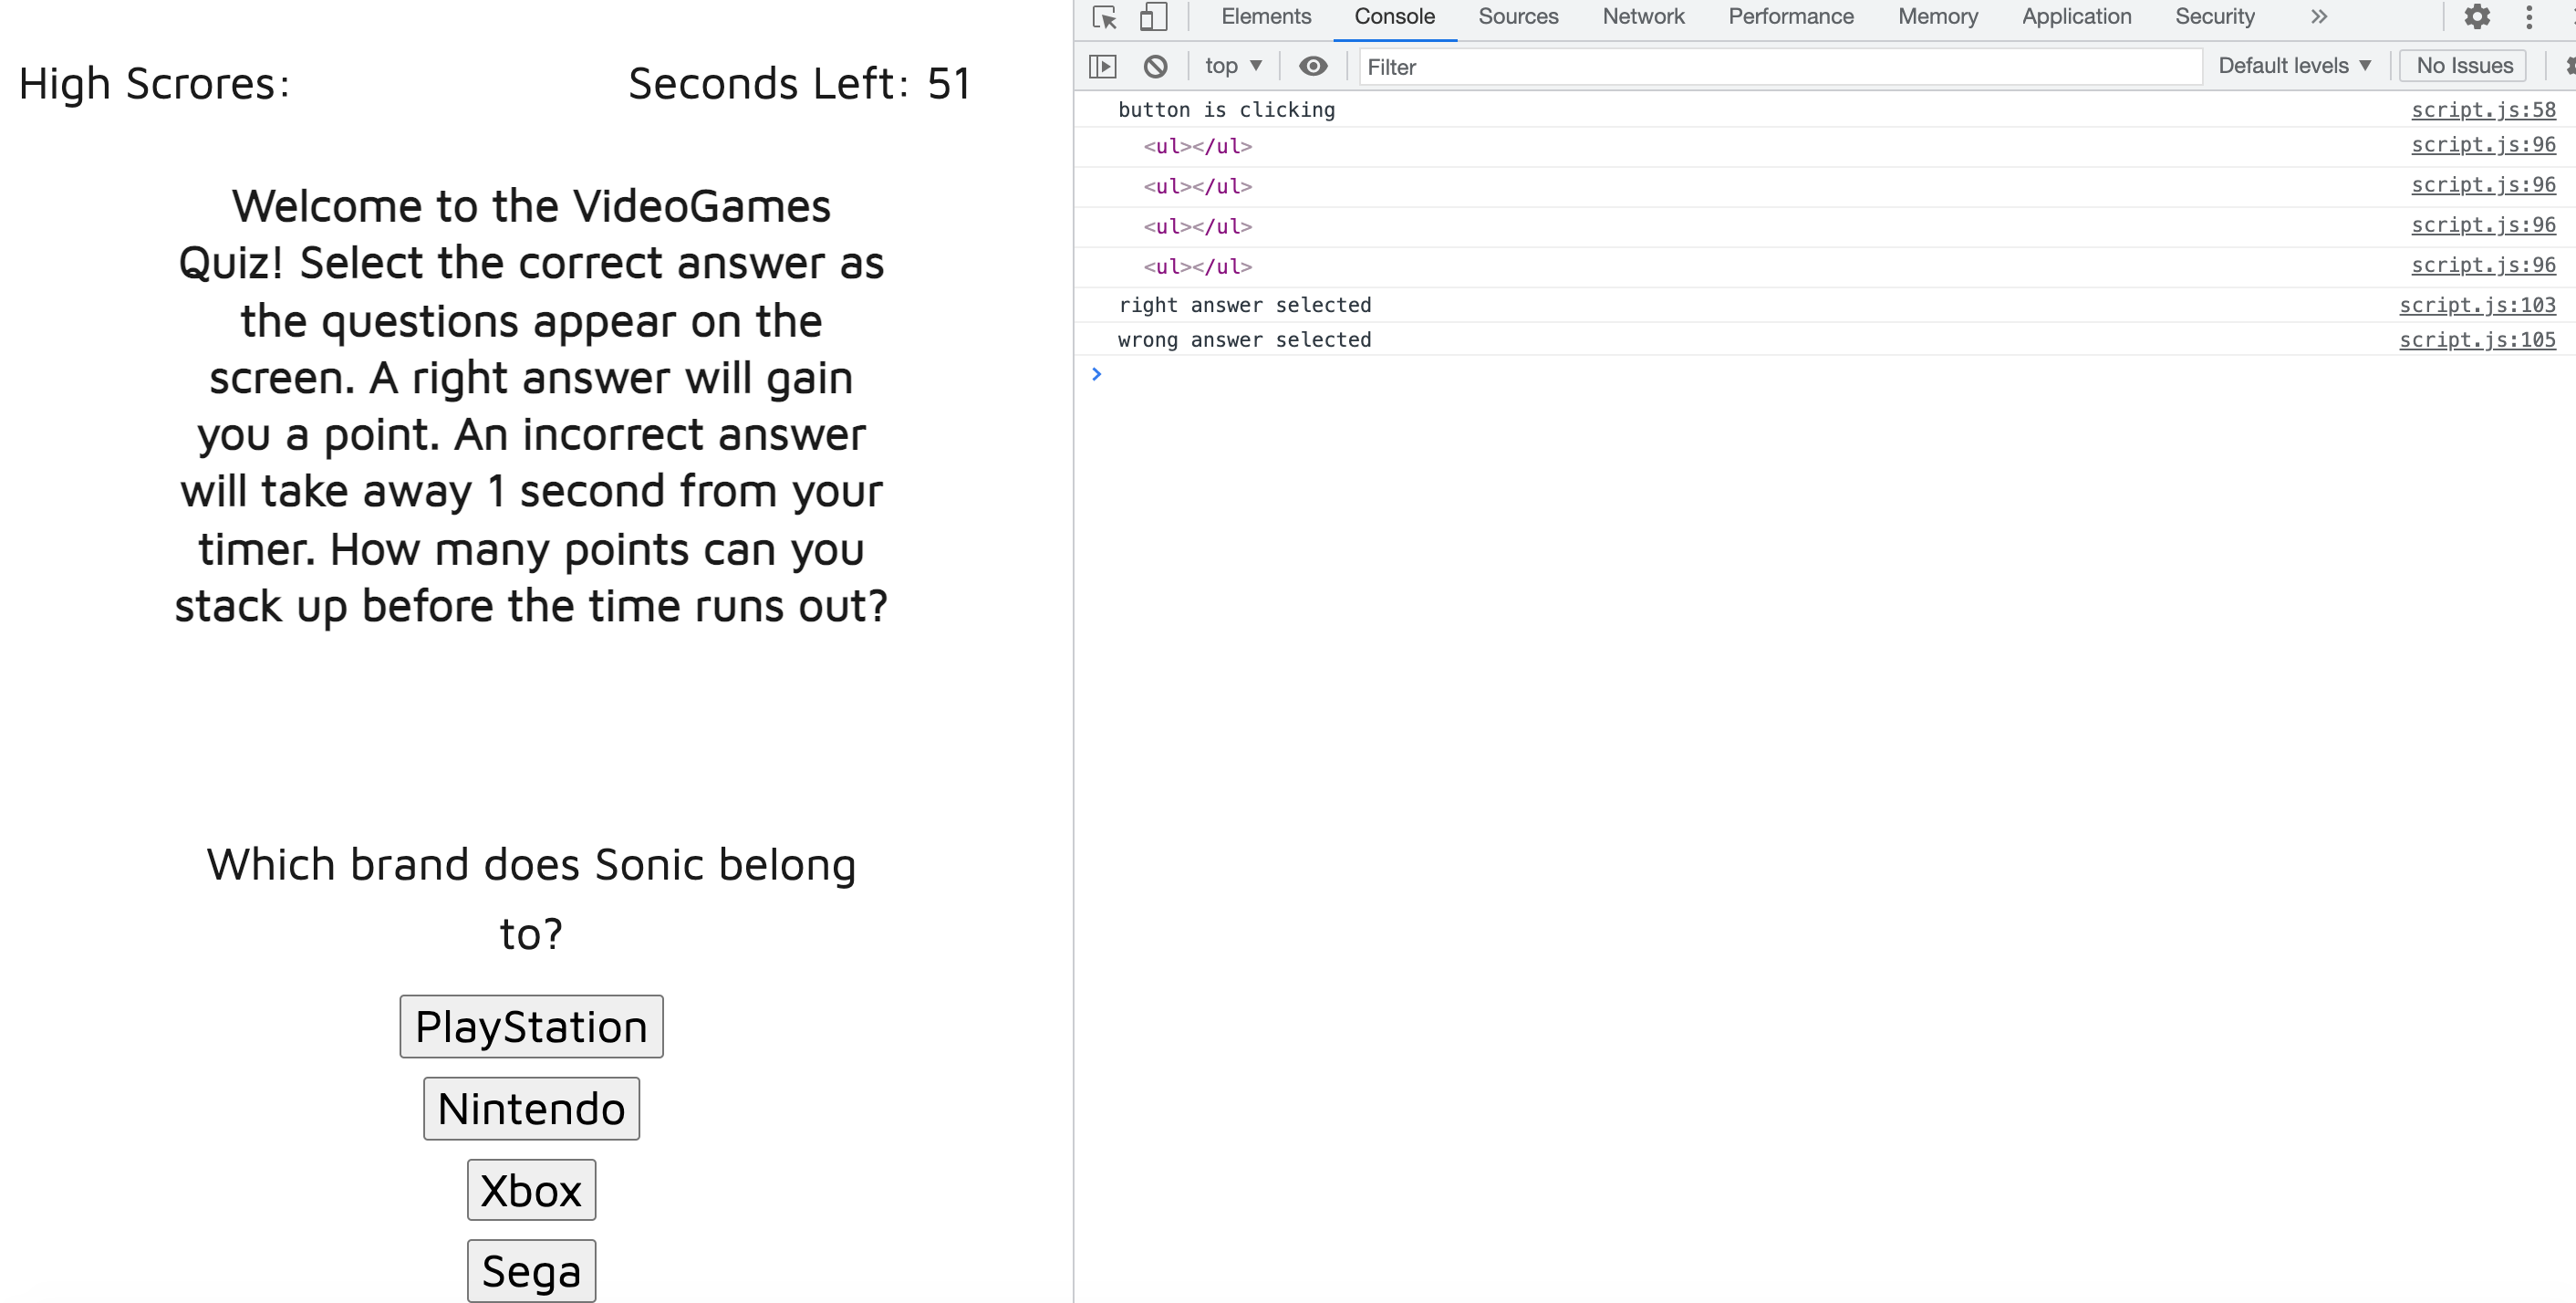 High Scrores:
Seconds Left: 51
Welcome to the VideoGames
Quiz! Select the correct answer as
the questions appear on the
screen. A right answer will gain
you a point. An incorrect answer
will take away 1 second from your
timer. How many points can you
stack up before the time runs out?
Which brand does Sonic belong
to?
PlayStation
Nintendo
Xbox
Sega
Elements Console Sources Network Performance Memory Application Security »
top Filter Default levels No Issues
button is clicking script.js:58
<ul></ul> script.js:96
<ul></ul> script.js:96
<ul></ul> script.js:96
<ul></ul> script.js:96
right answer selected script.js:103
wrong answer selected script.js:105